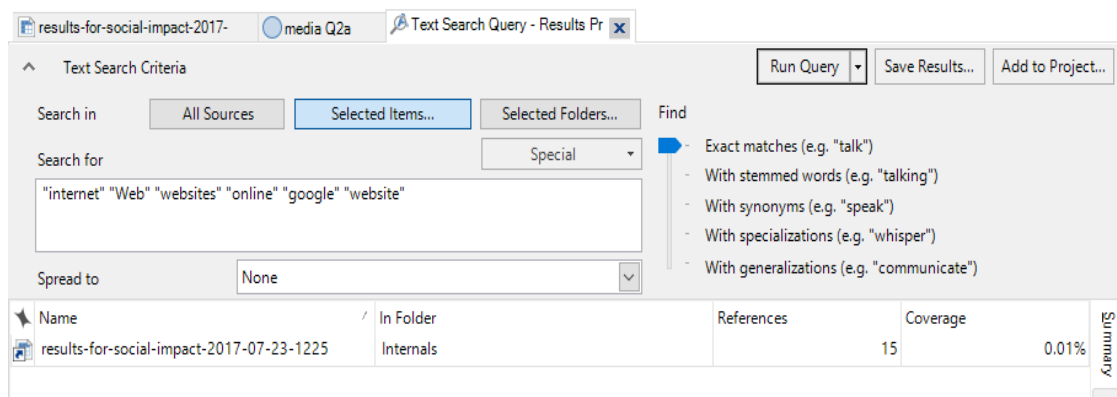 results-for-social-impact-2017-
media Q2a
Text Search Query - Results Pr x
Text Search Criteria
Run Query
Save Results...
Add to Project...
Search in
All Sources
Selected Items...
Selected Folders...
Find
Search for
Special
Exact matches (e.g. "talk")
With stemmed words (e.g. "talking")
With synonyms (e.g. "speak")
With specializations (e.g. "whisper")
With generalizations (e.g. "communicate")
"internet" "Web" "websites" "online" "google" "website"
Spread to
None
Name
In Folder
References
Coverage
results-for-social-impact-2017-07-23-1225
Internals
15
0.01%
Summary